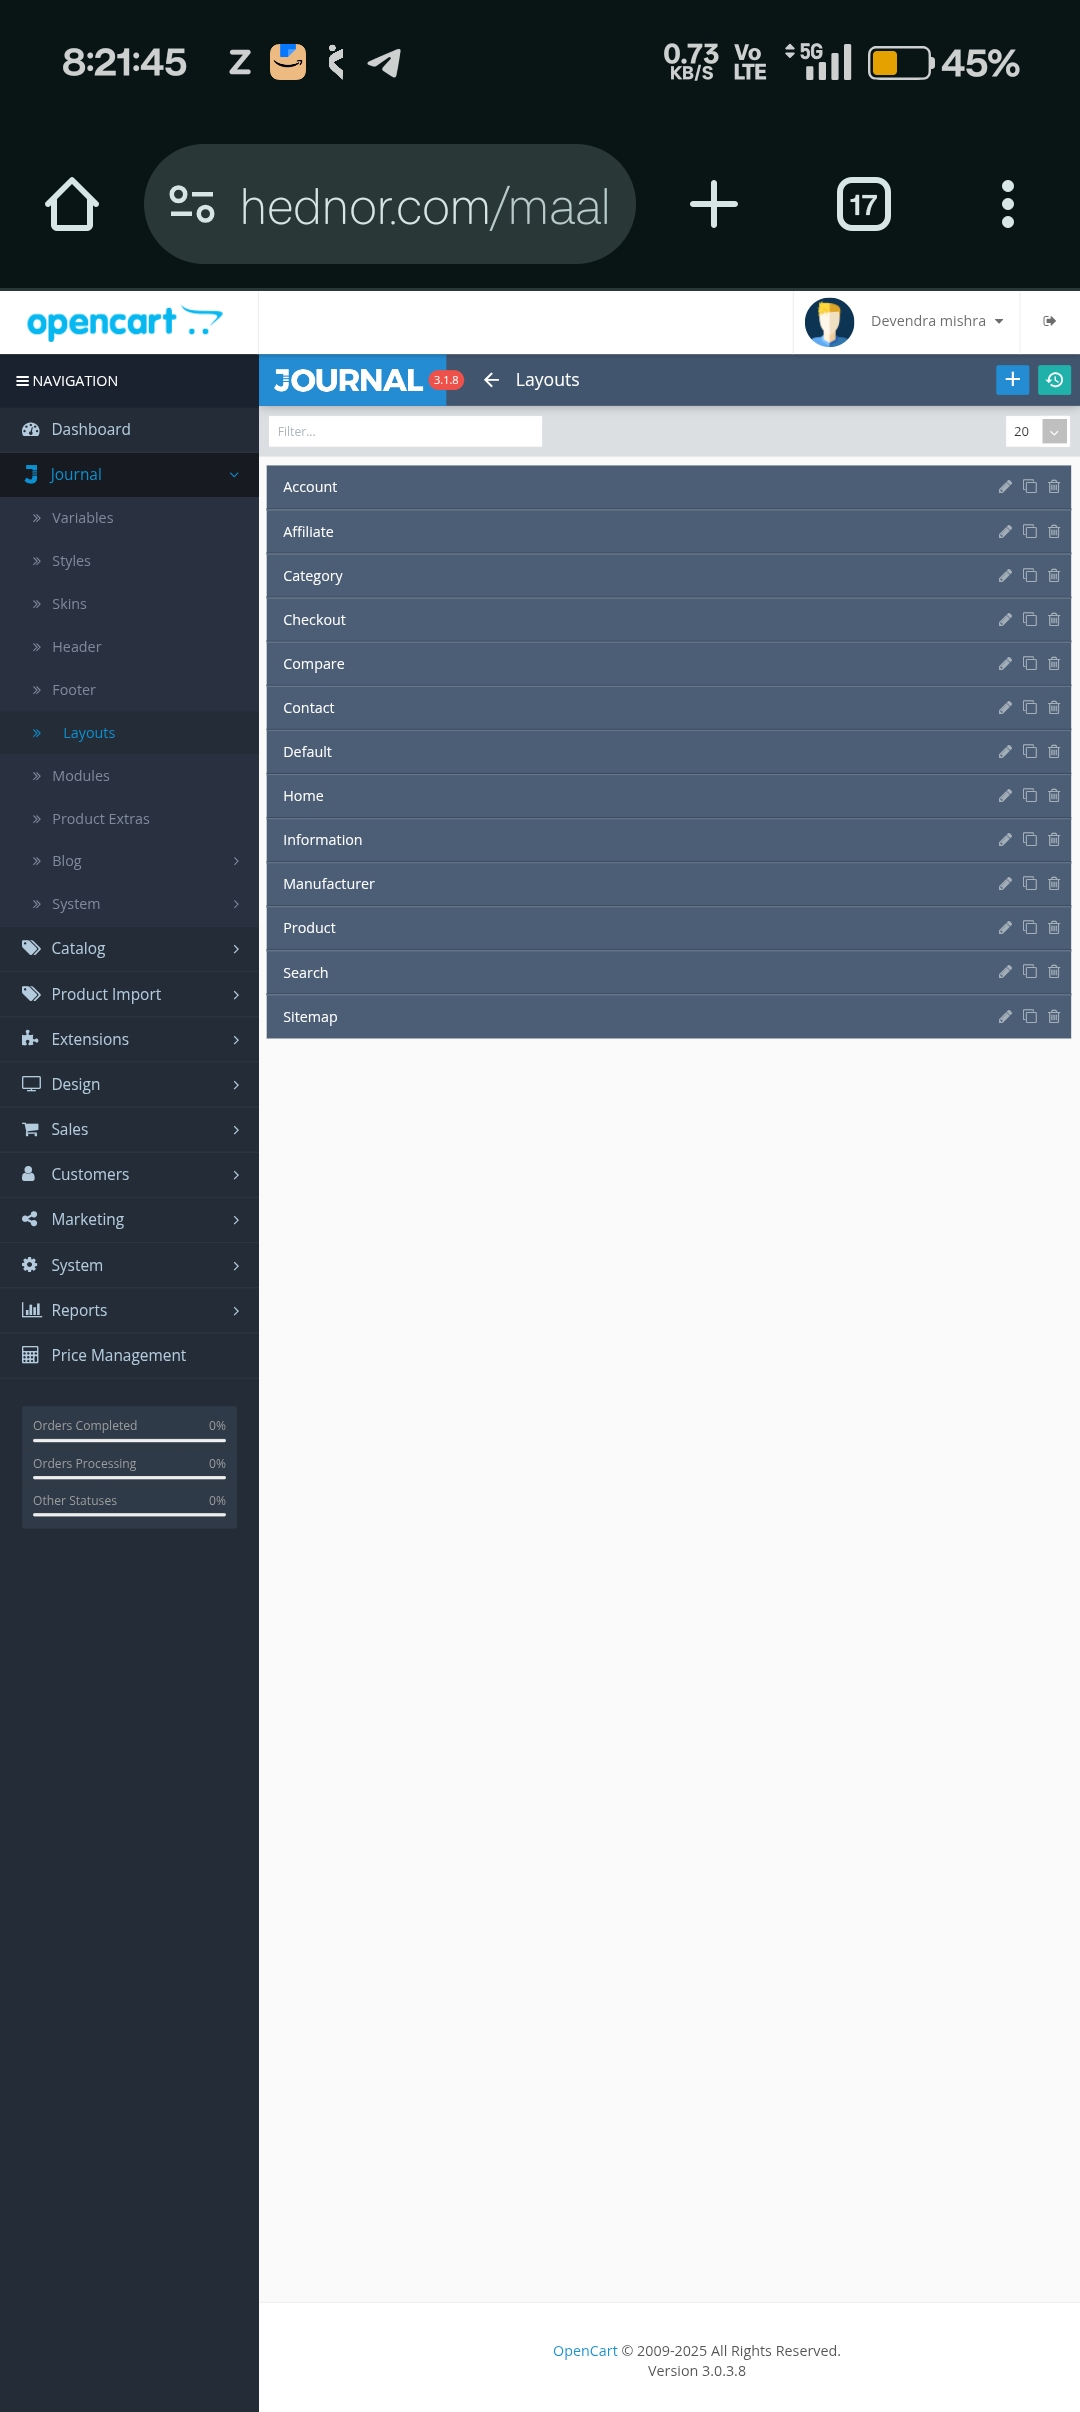 8:21:45 Z 0.73 KB/S Vo LTE 5G 45%
hednor.com/maal 17
opencart Devendra mishra
NAVIGATION
JOURNAL 3.1.8 Layouts
Dashboard
Filter... 20
Journal
Variables
Styles
Skins
Header
Footer
Layouts
Modules
Product Extras
Blog
System
Catalog
Product Import
Extensions
Design
Sales
Customers
Marketing
System
Reports
Price Management
Orders Completed 0%
Orders Processing 0%
Other Statuses 0%
Account
Affiliate
Category
Checkout
Compare
Contact
Default
Home
Information
Manufacturer
Product
Search
Sitemap
OpenCart © 2009-2025 All Rights Reserved.
Version 3.0.3.8